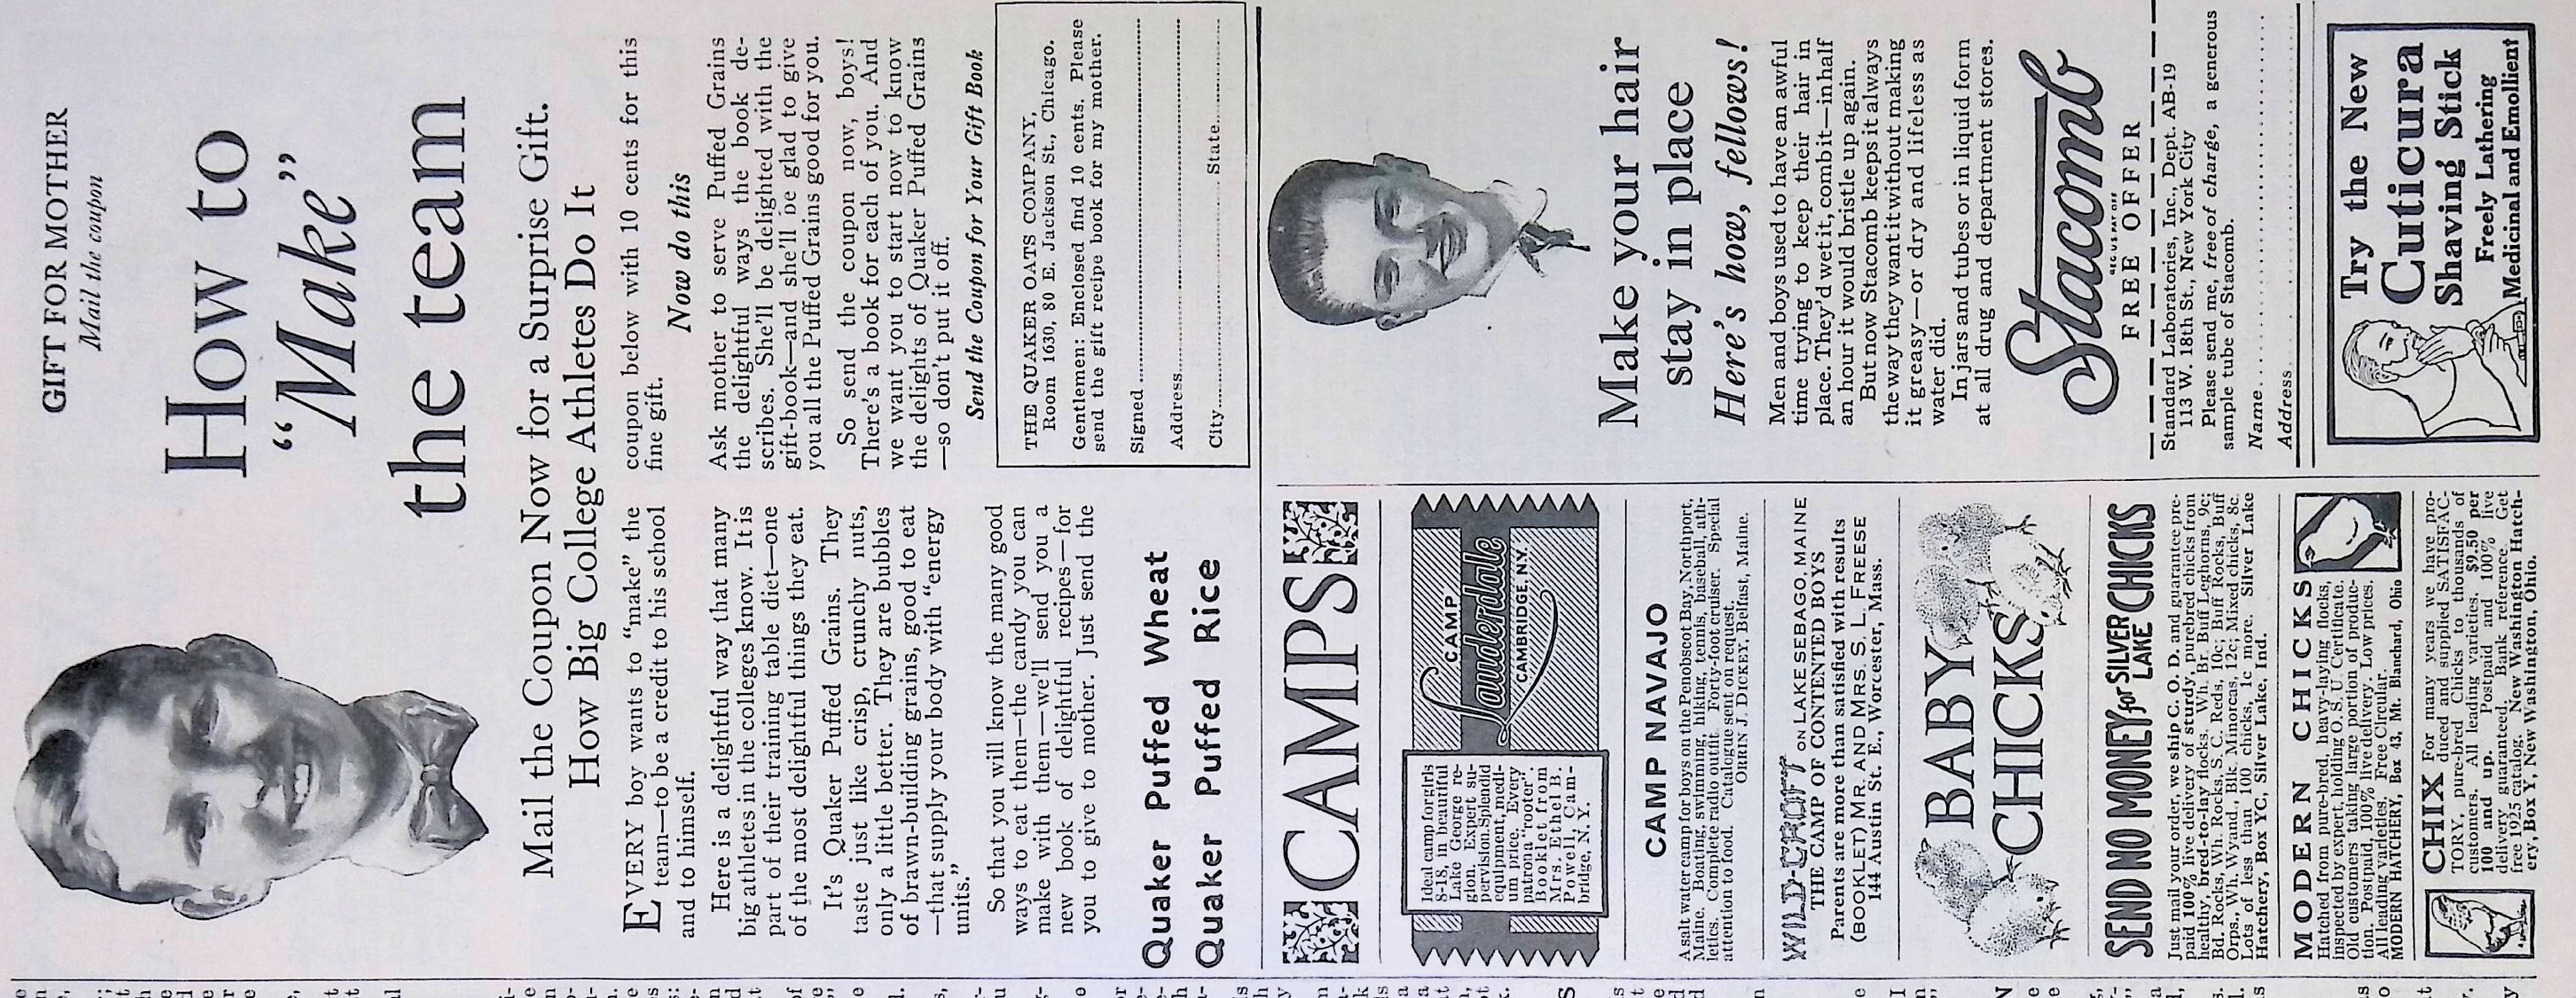 GIFT FOR MOTHER
Mail the coupon
How to
“Make”
the team
Mail the Coupon Now for a Surprise Gift.
How Big College Athletes Do It
EVERY boy wants to “make” the
team—to be a credit to his school
and to himself.
Here is a delightful way that many
big athletes in the colleges know. It is
part of their training table diet—one
of the most delightful things they eat.
It's Quaker Puffed Grains. They
taste just like crisp, crunchy nuts,
only a little better. They are bubbles
of brawn-building grains, good to eat
—that supply your body with “energy
units.”
So that you will know the many good
ways to eat them—the candy you can
make with them—we'll send you a
new book of delightful recipes—for
you to give to mother. Just send the
coupon below with 10 cents for this
fine gift.
Now do this
Ask mother to serve Puffed Grains
the delightful ways the book de-
scribes. She'll be delighted with the
gift-book—and she'll be glad to give
you all the Puffed Grains good for you.
So send the coupon now, boys!
There's a book for each of you. And
we want you to start now to know
the delights of Quaker Puffed Grains
—so don't put it off.
Send the Coupon for Your Gift Book
Quaker Puffed Wheat
Quaker Puffed Rice
THE QUAKER OATS COMPANY,
Room 1630, 80 E. Jackson St., Chicago.
Gentlemen: Enclosed find 10 cents. Please
send the gift recipe book for my mother.
Signed
Address
City State
CAMPS
CAMP
Lauderdale
CAMBRIDGE, N.Y.
Ideal camp for girls
8-18, in beautiful
Lake George re-
gion. Expert su-
pervision. Splendid
equipment, medi-
um price. Every
patron a “rooter”.
Booklet from
Mrs. Ethel B.
Powell, Cam-
bridge, N. Y.
CAMP NAVAJO
A salt water camp for boys on the Penobscot Bay, Northport,
Maine. Boating, swimming, hiking, tennis, baseball, ath-
letics. Complete radio outfit. Forty-foot cruiser. Special
attention to food. Catalogue sent on request.
ORRIN J. DICKEY, Belfast, Maine.
WILD-CROFT ON LAKE SEBAGO, MAINE
THE CAMP OF CONTENTED BOYS
Parents are more than satisfied with results
(BOOKLET) MR. AND MRS. S. L. FREESE
144 Austin St. E., Worcester, Mass.
BABY
CHICKS
SEND NO MONEY for SILVER LAKE CHICKS
Just mail your order, we ship C. O. D. and guarantee pre-
paid 100% live delivery of sturdy, purebred chicks from
healthy, bred-to-lay flocks. Wh. Br. Buff Leghorns, 9c;
Bd. Rocks, Wh. Rocks, S. C. Reds, 10c; Buff Rocks, Buff
Orps., Wh. Wyand., Blk. Minorcas, 12c; Mixed chicks, 8c.
Lots of less than 100 chicks, 1c more. Silver Lake
Hatchery, Box YC, Silver Lake, Ind.
MODERN CHICKS
Hatched from pure-bred, heavy-laying flocks,
inspected by expert, holding O. S. U. Certificate.
Old customers taking large portion of produc-
tion. Postpaid, 100% live delivery. Low prices.
All leading varieties. Free Circular.
MODERN HATCHERY, Box 43, Mt. Blanchard, Ohio
CHIX For many years we have pro-
duced and supplied SATISFAC-
TORY, pure-bred Chicks to thousands of
customers. All leading varieties. $9.50 per
100 and up. Postpaid and 100% live
delivery guaranteed. Bank reference. Get
free 1925 catalog. New Washington Hatch-
ery, Box Y, New Washington, Ohio.
Make your hair
stay in place
Here's how, fellows!
Men and boys used to have an awful
time trying to keep their hair in
place. They'd wet it, comb it—in half
an hour it would bristle up again.
But now Stacomb keeps it always
the way they want it without making
it greasy—or dry and lifeless as
water did.
In jars and tubes or in liquid form
at all drug and department stores.
Stacomb
REG. US PAT OFF
FREE OFFER
Standard Laboratories, Inc., Dept. AB-19
113 W. 18th St., New York City
Please send me, free of charge, a generous
sample tube of Stacomb.
Name
Address
Try the New
Cuticura
Shaving Stick
Freely Lathering
Medicinal and Emollient